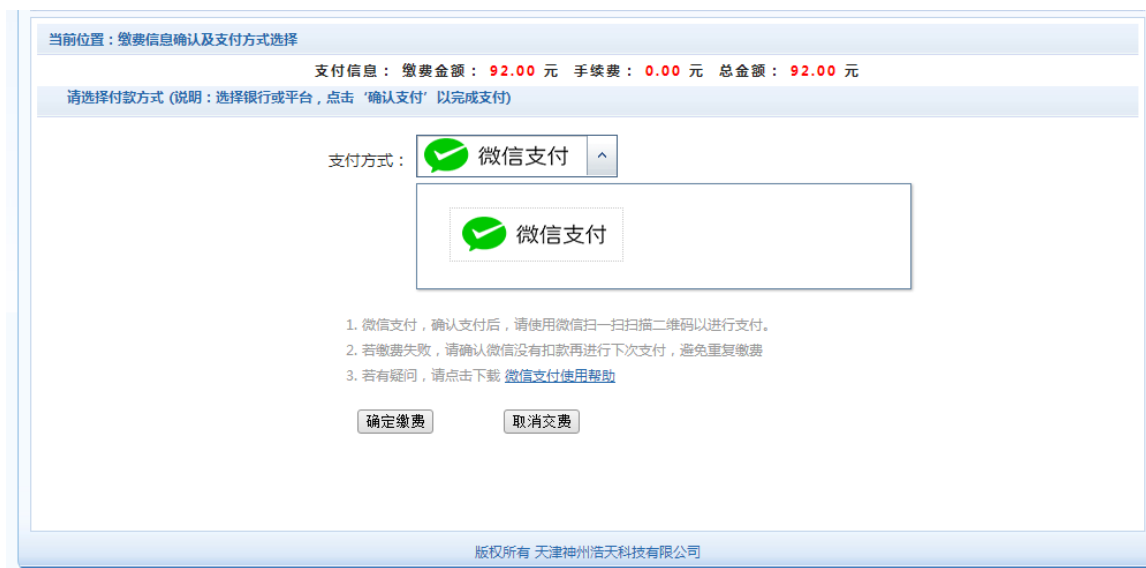 当前位置：缴费信息确认及支付方式选择
支付信息： 缴费金额： 92.00 元 手续费： 0.00 元 总金额： 92.00 元
请选择付款方式 (说明：选择银行或平台，点击‘确认支付’以完成支付)
支付方式： 微信支付
微信支付
1. 微信支付，确认支付后，请使用微信扫一扫扫描二维码以进行支付。
2. 若缴费失败，请确认微信没有扣款再进行下次支付，避免重复缴费
3. 若有疑问，请点击下载 微信支付使用帮助
确定缴费 取消交费
版权所有 天津神州浩天科技有限公司